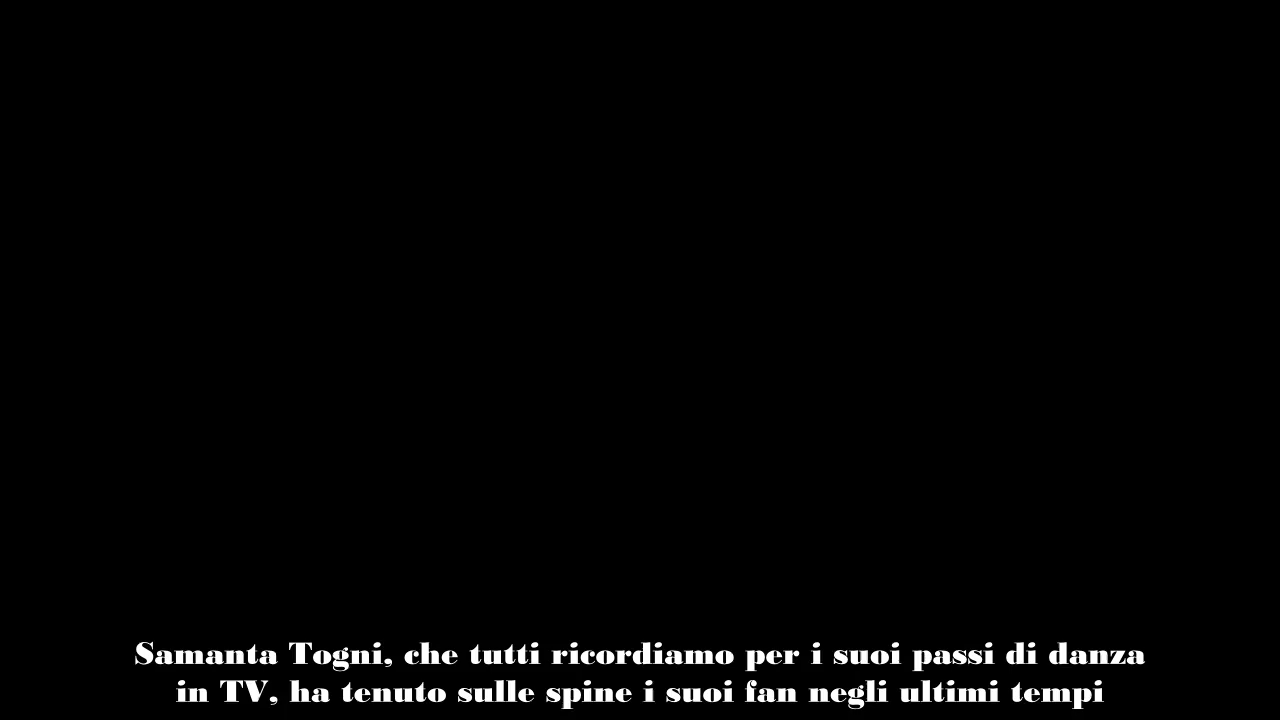 Samanta Togni, che tutti ricordiamo per i suoi passi di danza
in TV, ha tenuto sulle spine i suoi fan negli ultimi tempi